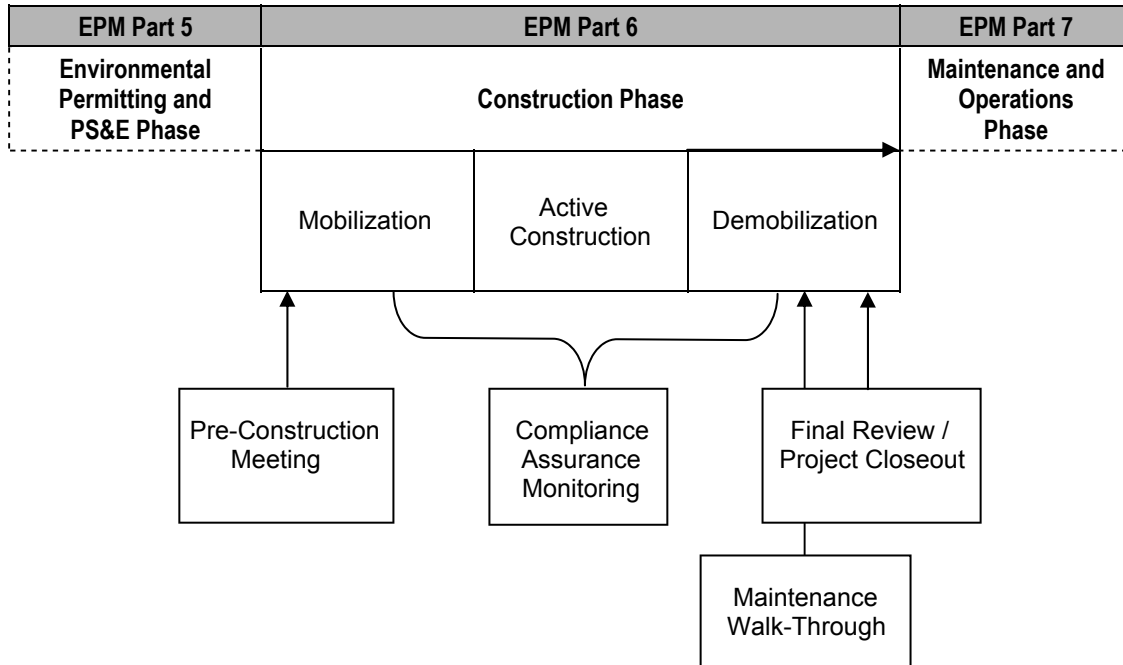 EPM Part 5
EPM Part 6
EPM Part 7
Environmental
Permitting and
PS&E Phase
Construction Phase
Maintenance and
Operations
Phase
Mobilization
Active
Construction
Demobilization
Pre-Construction
Meeting
Compliance
Assurance
Monitoring
Final Review /
Project Closeout
Maintenance
Walk-Through